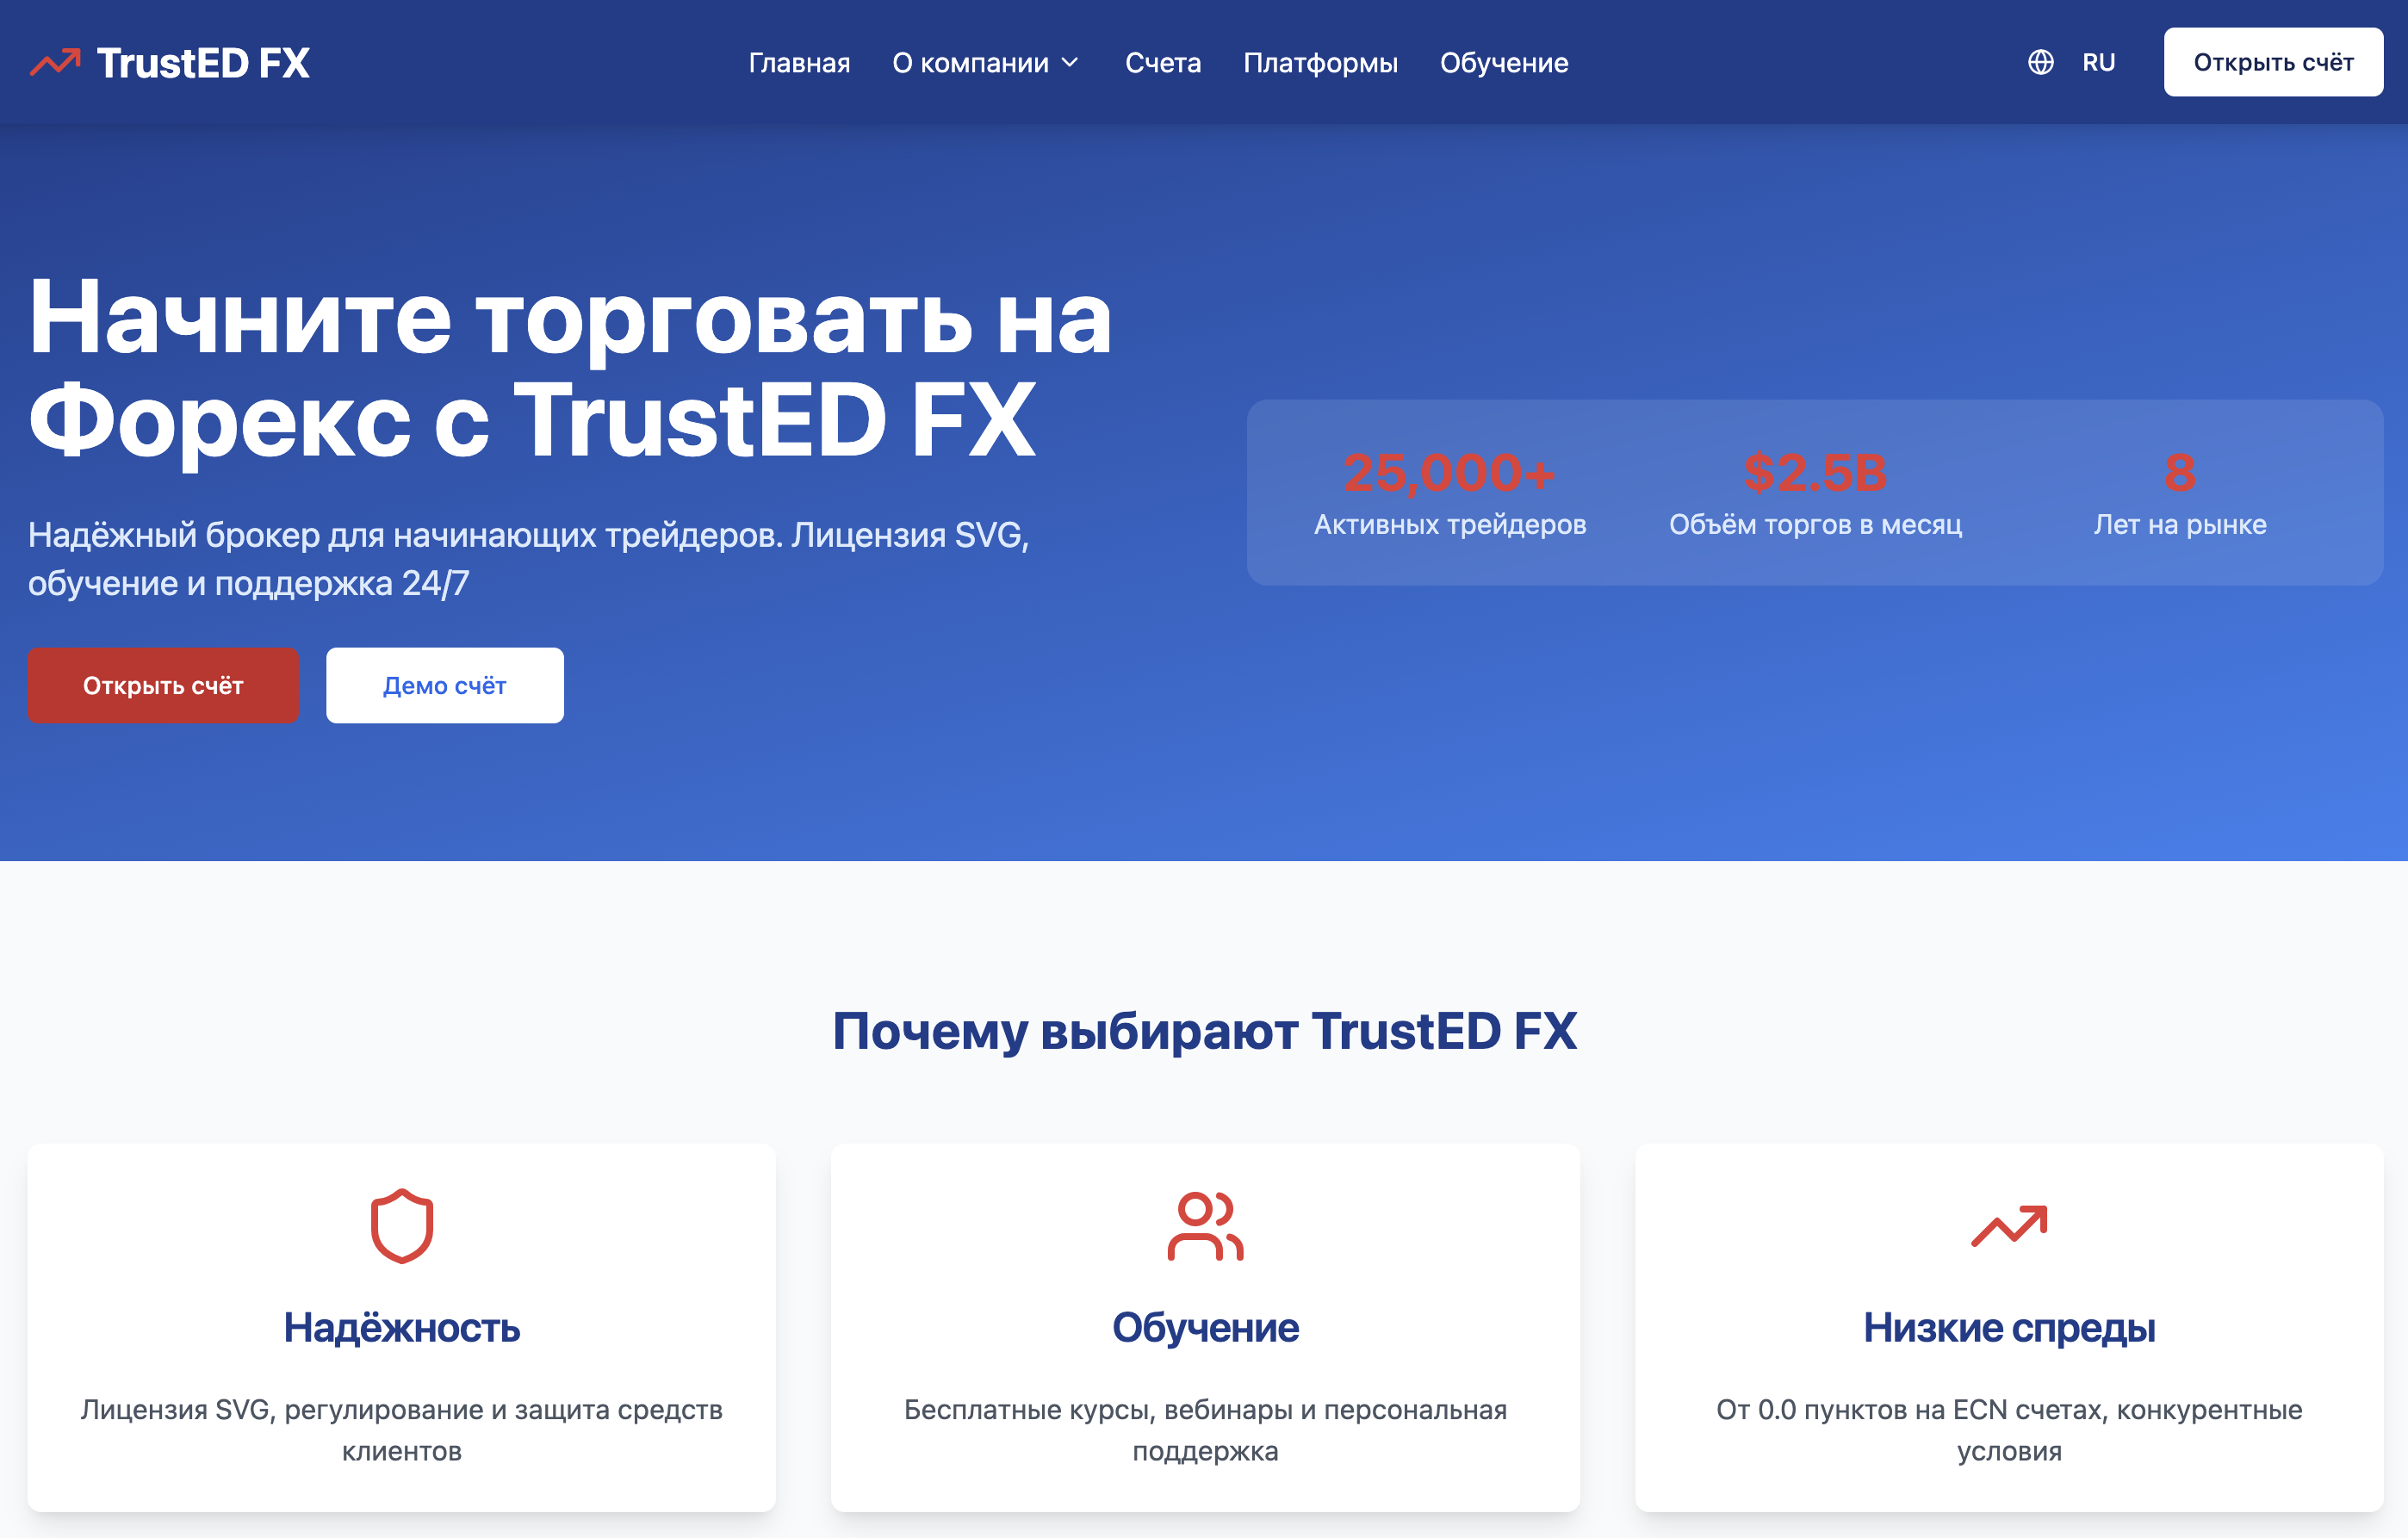 TrustED FX
Главная
О компании
Счета
Платформы
Обучение
RU
Открыть счёт
Начните торговать на
Форекс с TrustED FX
Надёжный брокер для начинающих трейдеров. Лицензия SVG,
обучение и поддержка 24/7
Открыть счёт
Демо счёт
25,000+
Активных трейдеров
$2.5B
Объём торгов в месяц
8
Лет на рынке
Почему выбирают TrustED FX
Надёжность
Лицензия SVG, регулирование и защита средств
клиентов
Обучение
Бесплатные курсы, вебинары и персональная
поддержка
Низкие спреды
От 0.0 пунктов на ECN счетах, конкурентные
условия